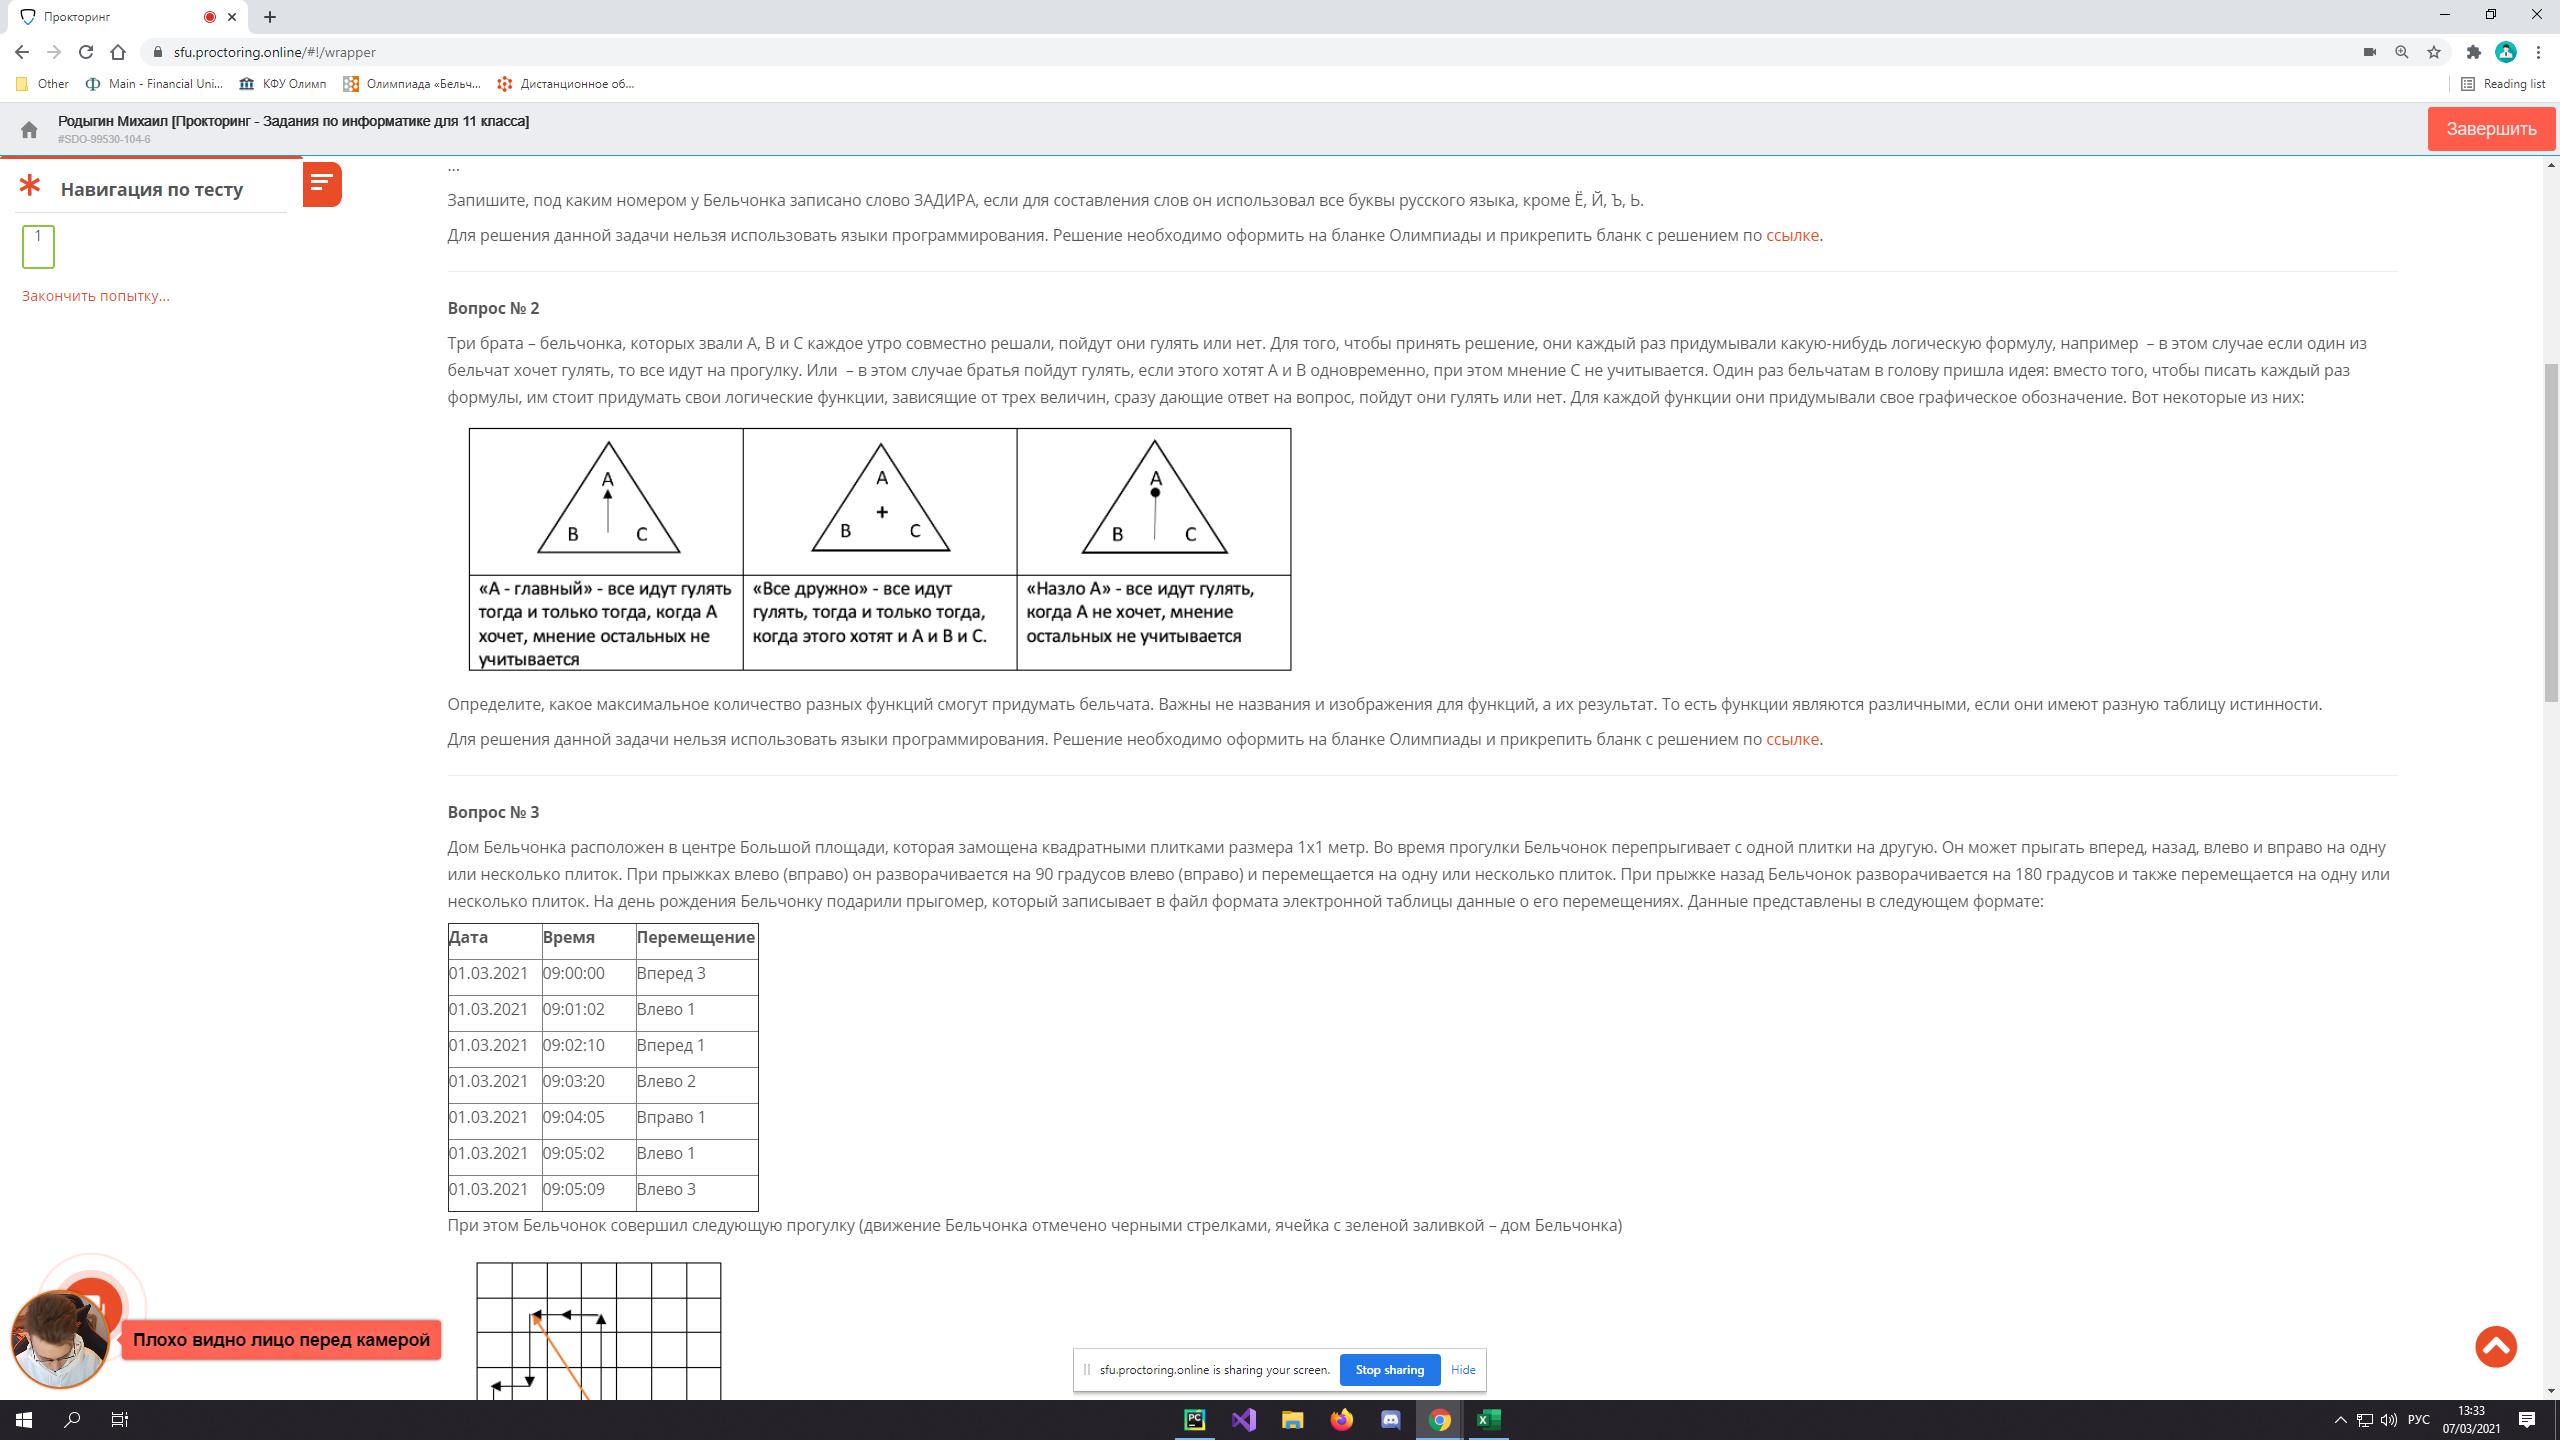 Прокторинг
sfu.proctoring.online/#!/wrapper
Other
Main - Financial Uni...
КФУ Олимп
Олимпиада «Бельч...
Дистанционное об...
Reading list
Родыгин Михаил [Прокторинг - Задания по информатике для 11 класса]
#SDO-99530-104-6
Завершить
Навигация по тесту
1
Закончить попытку...
...
Запишите, под каким номером у Бельчонка записано слово ЗАДИРА, если для составления слов он использовал все буквы русского языка, кроме Ё, Й, Ъ, Ь.
Для решения данной задачи нельзя использовать языки программирования. Решение необходимо оформить на бланке Олимпиады и прикрепить бланк с решением по ссылке.
Вопрос № 2
Три брата – бельчонка, которых звали А, В и С каждое утро совместно решали, пойдут они гулять или нет. Для того, чтобы принять решение, они каждый раз придумывали какую-нибудь логическую формулу, например – в этом случае если один из
бельчат хочет гулять, то все идут на прогулку. Или – в этом случае братья пойдут гулять, если этого хотят А и В одновременно, при этом мнение С не учитывается. Один раз бельчатам в голову пришла идея: вместо того, чтобы писать каждый раз
формулы, им стоит придумать свои логические функции, зависящие от трех величин, сразу дающие ответ на вопрос, пойдут они гулять или нет. Для каждой функции они придумывали свое графическое обозначение. Вот некоторые из них:
A
B C
A
+
B C
A
B C
«А - главный» - все идут гулять
тогда и только тогда, когда А
хочет, мнение остальных не
учитывается
«Все дружно» - все идут
гулять, тогда и только тогда,
когда этого хотят и А и В и С.
«Назло А» - все идут гулять,
когда А не хочет, мнение
остальных не учитывается
Определите, какое максимальное количество разных функций смогут придумать бельчата. Важны не названия и изображения для функций, а их результат. То есть функции являются различными, если они имеют разную таблицу истинности.
Для решения данной задачи нельзя использовать языки программирования. Решение необходимо оформить на бланке Олимпиады и прикрепить бланк с решением по ссылке.
Вопрос № 3
Дом Бельчонка расположен в центре Большой площади, которая замощена квадратными плитками размера 1х1 метр. Во время прогулки Бельчонок перепрыгивает с одной плитки на другую. Он может прыгать вперед, назад, влево и вправо на одну
или несколько плиток. При прыжках влево (вправо) он разворачивается на 90 градусов влево (вправо) и перемещается на одну или несколько плиток. При прыжке назад Бельчонок разворачивается на 180 градусов и также перемещается на одну или
несколько плиток. На день рождения Бельчонку подарили прыгомер, который записывает в файл формата электронной таблицы данные о его перемещениях. Данные представлены в следующем формате:
Дата Время Перемещение
01.03.2021 09:00:00 Вперед 3
01.03.2021 09:01:02 Влево 1
01.03.2021 09:02:10 Вперед 1
01.03.2021 09:03:20 Влево 2
01.03.2021 09:04:05 Вправо 1
01.03.2021 09:05:02 Влево 1
01.03.2021 09:05:09 Влево 3
При этом Бельчонок совершил следующую прогулку (движение Бельчонка отмечено черными стрелками, ячейка с зеленой заливкой – дом Бельчонка)
Плохо видно лицо перед камерой
sfu.proctoring.online is sharing your screen.
Stop sharing
Hide
PC
РУС
13:33
07/03/2021